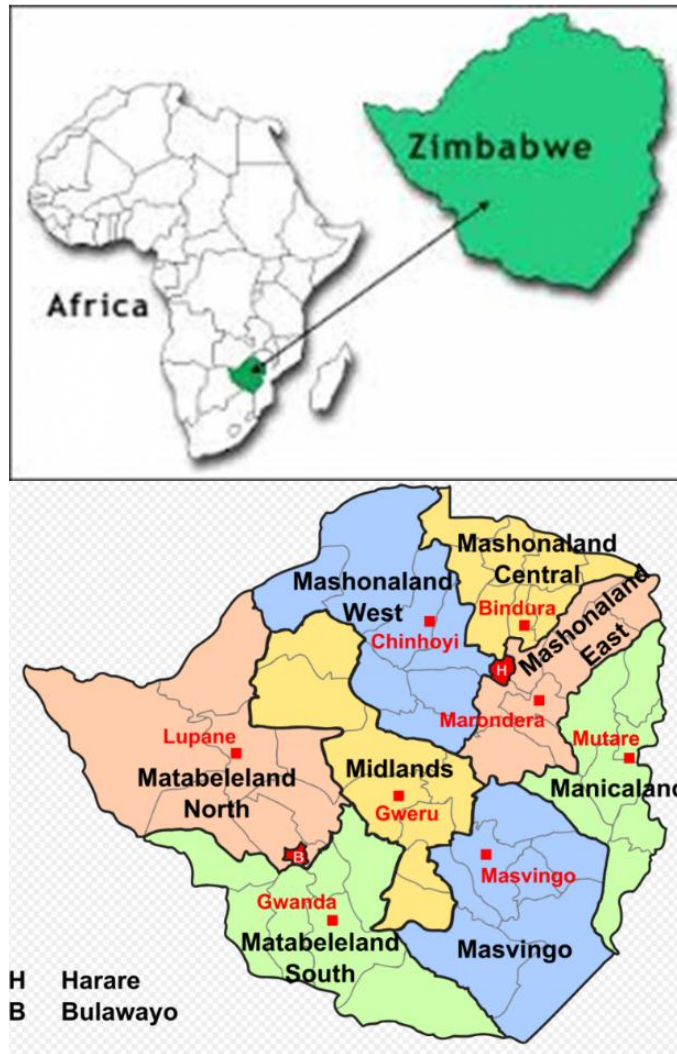 Zimbabwe
Africa
Mashonaland
Central
Mashonaland
West
Bindura
Chinhoyi
Mashonaland
East
H
Marondera
Lupane
Mutare
Matabeleland
North
Midlands
Manicaland
Gweru
B
Masvingo
Gwanda
Matabeleland
South
Masvingo
H Harare
B Bulawayo